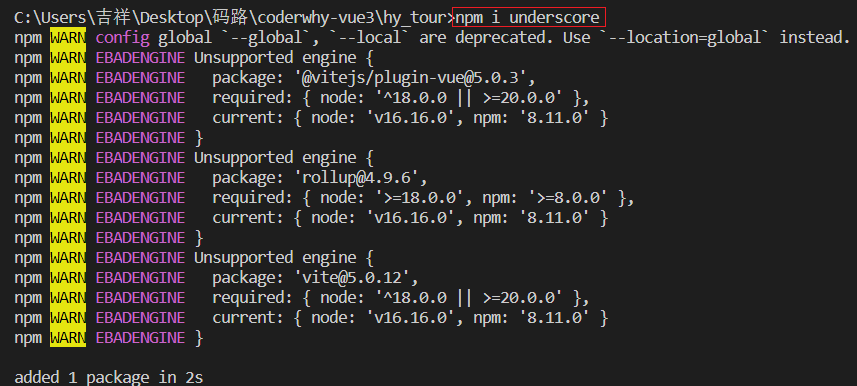 C:\Users\吉祥\Desktop\码路\coderwhy-vue3\hy_tour>npm i underscore
npm WARN config global `--global`, `--local` are deprecated. Use `--location=global` instead.
npm WARN EBADENGINE Unsupported engine {
npm WARN EBADENGINE   package: '@vitejs/plugin-vue@5.0.3',
npm WARN EBADENGINE   required: { node: '^18.0.0 || >=20.0.0' },
npm WARN EBADENGINE   current: { node: 'v16.16.0', npm: '8.11.0' }
npm WARN EBADENGINE }
npm WARN EBADENGINE Unsupported engine {
npm WARN EBADENGINE   package: 'rollup@4.9.6',
npm WARN EBADENGINE   required: { node: '>=18.0.0', npm: '>=8.0.0' },
npm WARN EBADENGINE   current: { node: 'v16.16.0', npm: '8.11.0' }
npm WARN EBADENGINE }
npm WARN EBADENGINE Unsupported engine {
npm WARN EBADENGINE   package: 'vite@5.0.12',
npm WARN EBADENGINE   required: { node: '^18.0.0 || >=20.0.0' },
npm WARN EBADENGINE   current: { node: 'v16.16.0', npm: '8.11.0' }
npm WARN EBADENGINE }
added 1 package in 2s